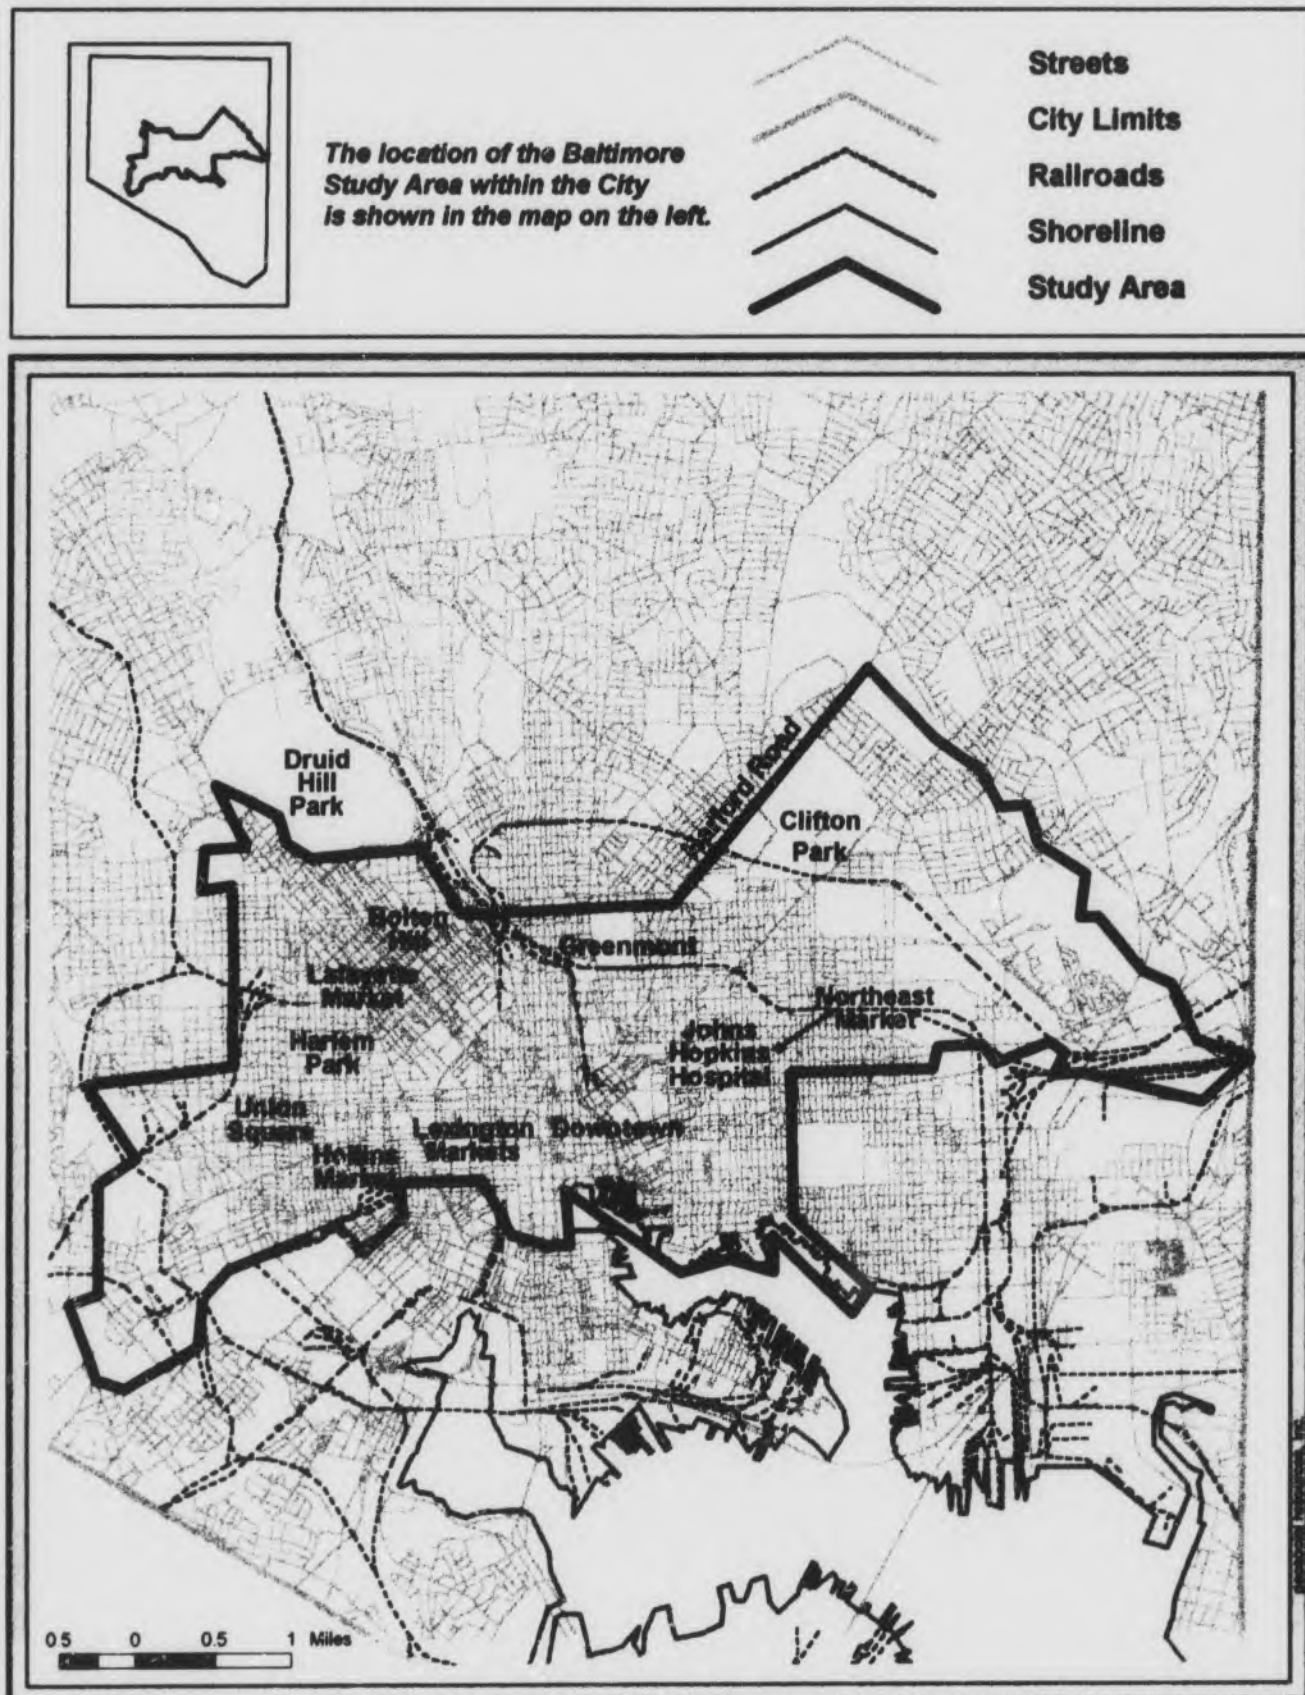 The location of the Baltimore
Study Area within the City
is shown in the map on the left.
Streets
City Limits
Railroads
Shoreline
Study Area
Druid
Hill
Park
Harford Road
Clifton
Park
Bolton
Hill
Greenmont
Lafayette
Market
Northeast
Market
Johns
Hopkins
Hospital
Harlem
Park
Union
Square
Lexington
Markets
Downtown
Hollins
Market
0.5 0 0.5 1 Miles